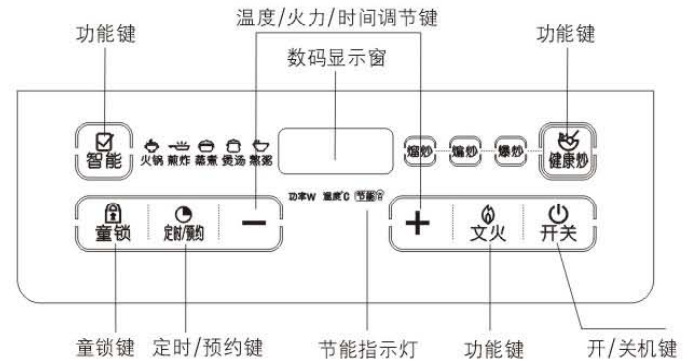 温度/火力/时间调节键
功能键
功能键
数码显示窗
智能
火锅 煎炸 蒸煮 煲汤 熬粥
熘炒 煸炒 爆炒
健康炒
功率W 温度℃ 节能
童锁
定时/预约
−
+
文火
开关
童锁键
定时/预约键
节能指示灯
功能键
开/关机键